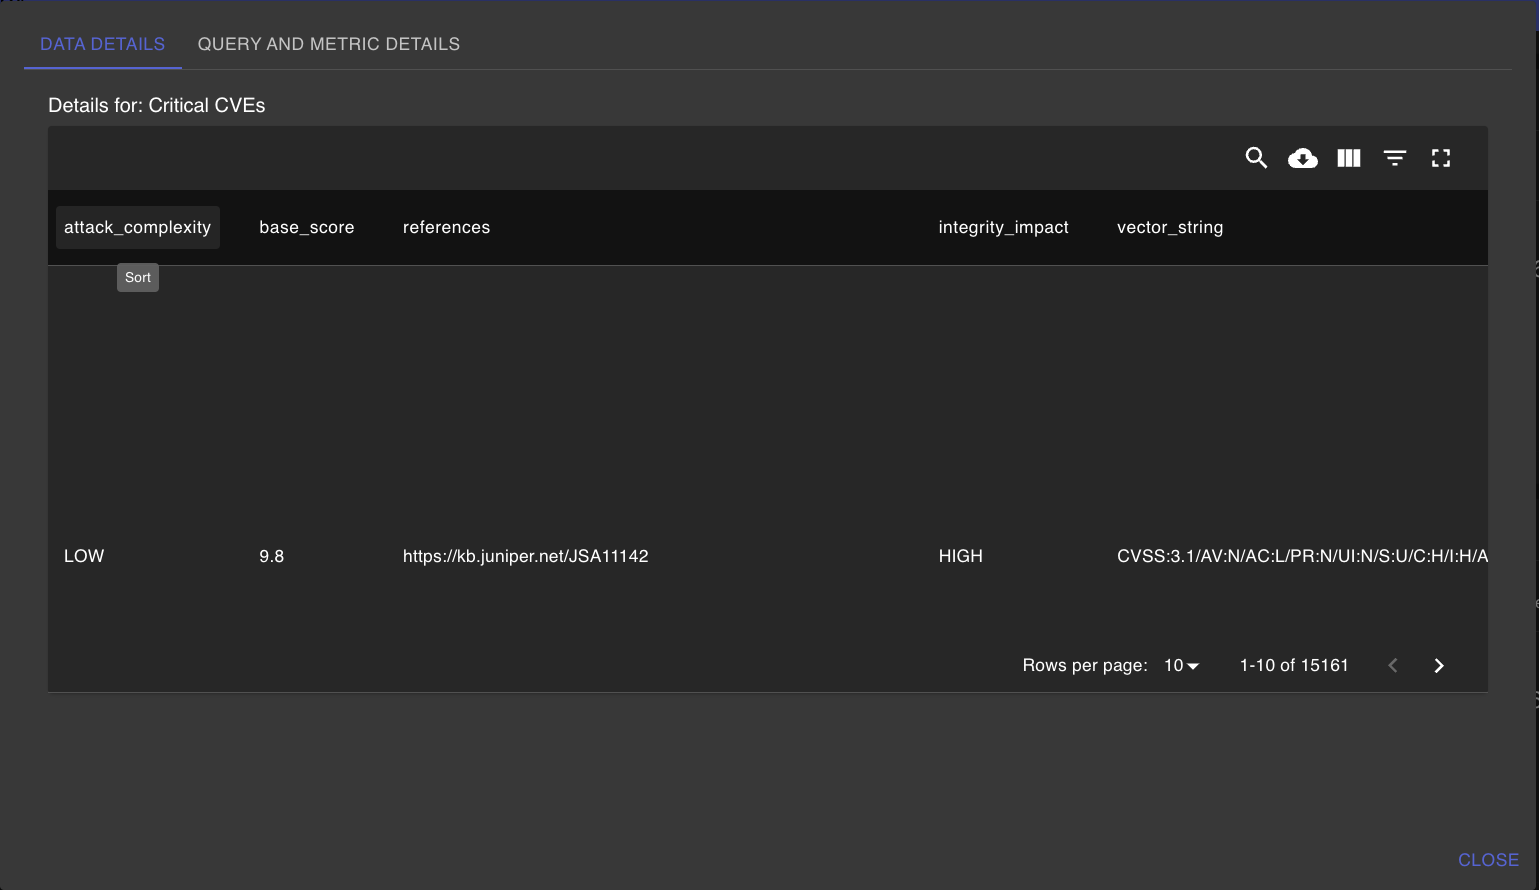 DATA DETAILS QUERY AND METRIC DETAILS
Details for: Critical CVEs
attack_complexity base_score references integrity_impact vector_string
Sort
LOW 9.8 https://kb.juniper.net/JSA11142 HIGH CVSS:3.1/AV:N/AC:L/PR:N/UI:N/S:U/C:H/I:H/A
Rows per page: 10 1-10 of 15161
CLOSE